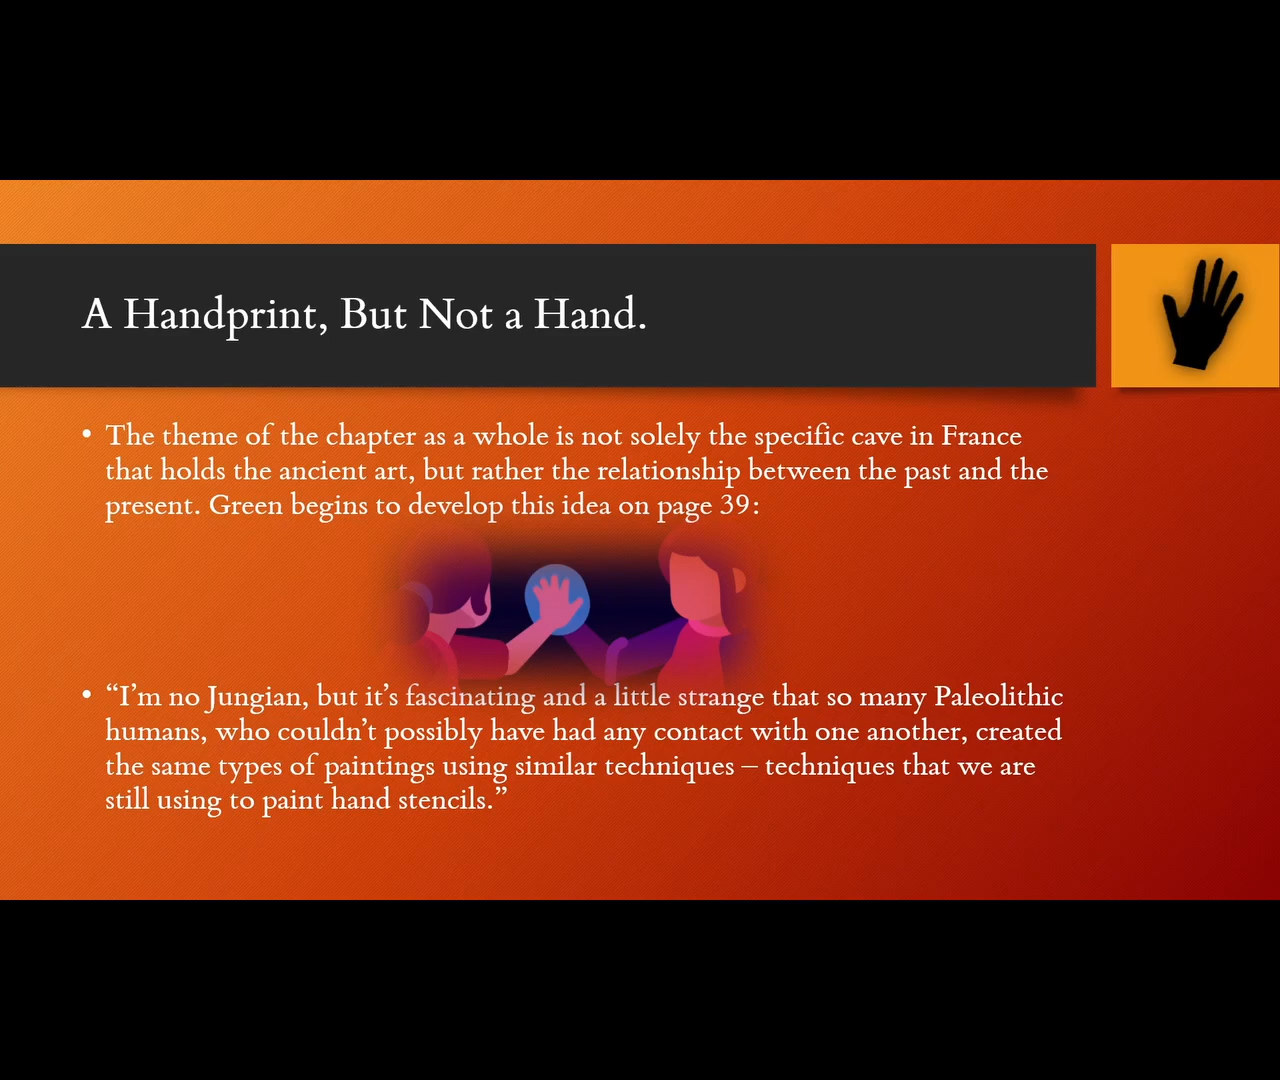 A Handprint, But Not a Hand.
• The theme of the chapter as a whole is not solely the specific cave in France
that holds the ancient art, but rather the relationship between the past and the
present. Green begins to develop this idea on page 39:
• “I’m no Jungian, but it’s fascinating and a little strange that so many Paleolithic
humans, who couldn’t possibly have had any contact with one another, created
the same types of paintings using similar techniques – techniques that we are
still using to paint hand stencils.”